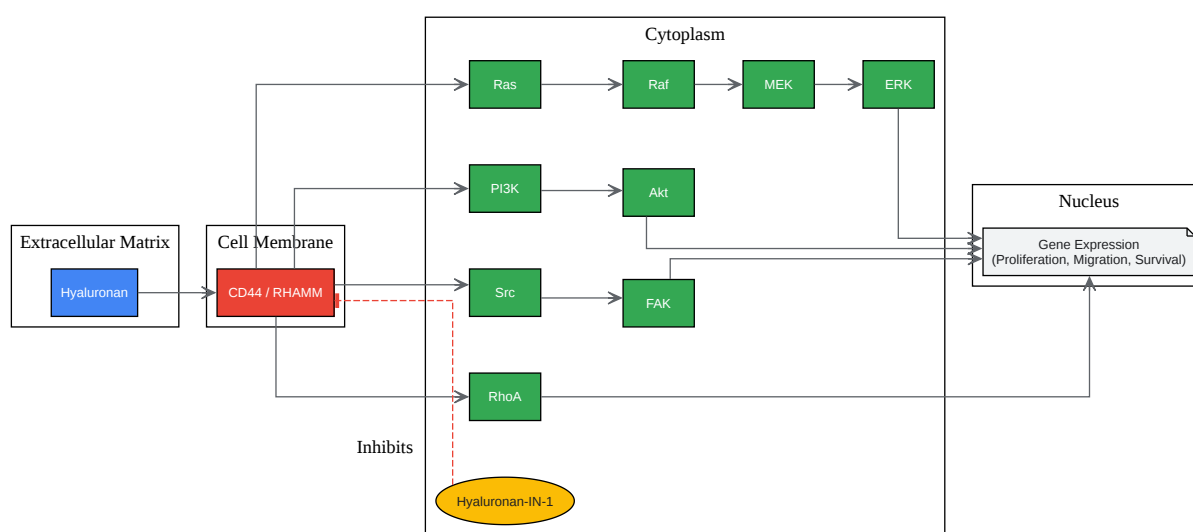 Cytoplasm
Ras
Raf
MEK
ERK
PI3K
Akt
Nucleus
Extracellular Matrix
Cell Membrane
Gene Expression
(Proliferation, Migration, Survival)
Hyaluronan
CD44 / RHAMM
Src
FAK
RhoA
Inhibits
Hyaluronan-IN-1